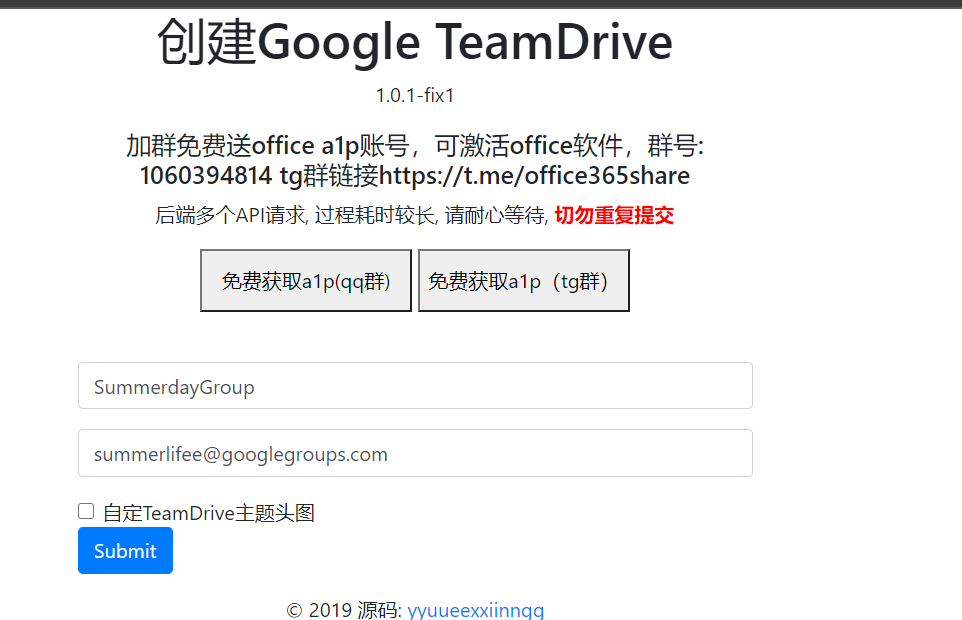 创建Google TeamDrive
1.0.1-fix1
加群免费送office a1p账号，可激活office软件，群号:
1060394814 tg群链接https://t.me/office365share
后端多个API请求, 过程耗时较长, 请耐心等待, 切勿重复提交
免费获取a1p(qq群)
免费获取a1p（tg群）
SummerdayGroup
summerlifee@googlegroups.com
自定TeamDrive主题头图
Submit
© 2019 源码: yyuueexxiinngg